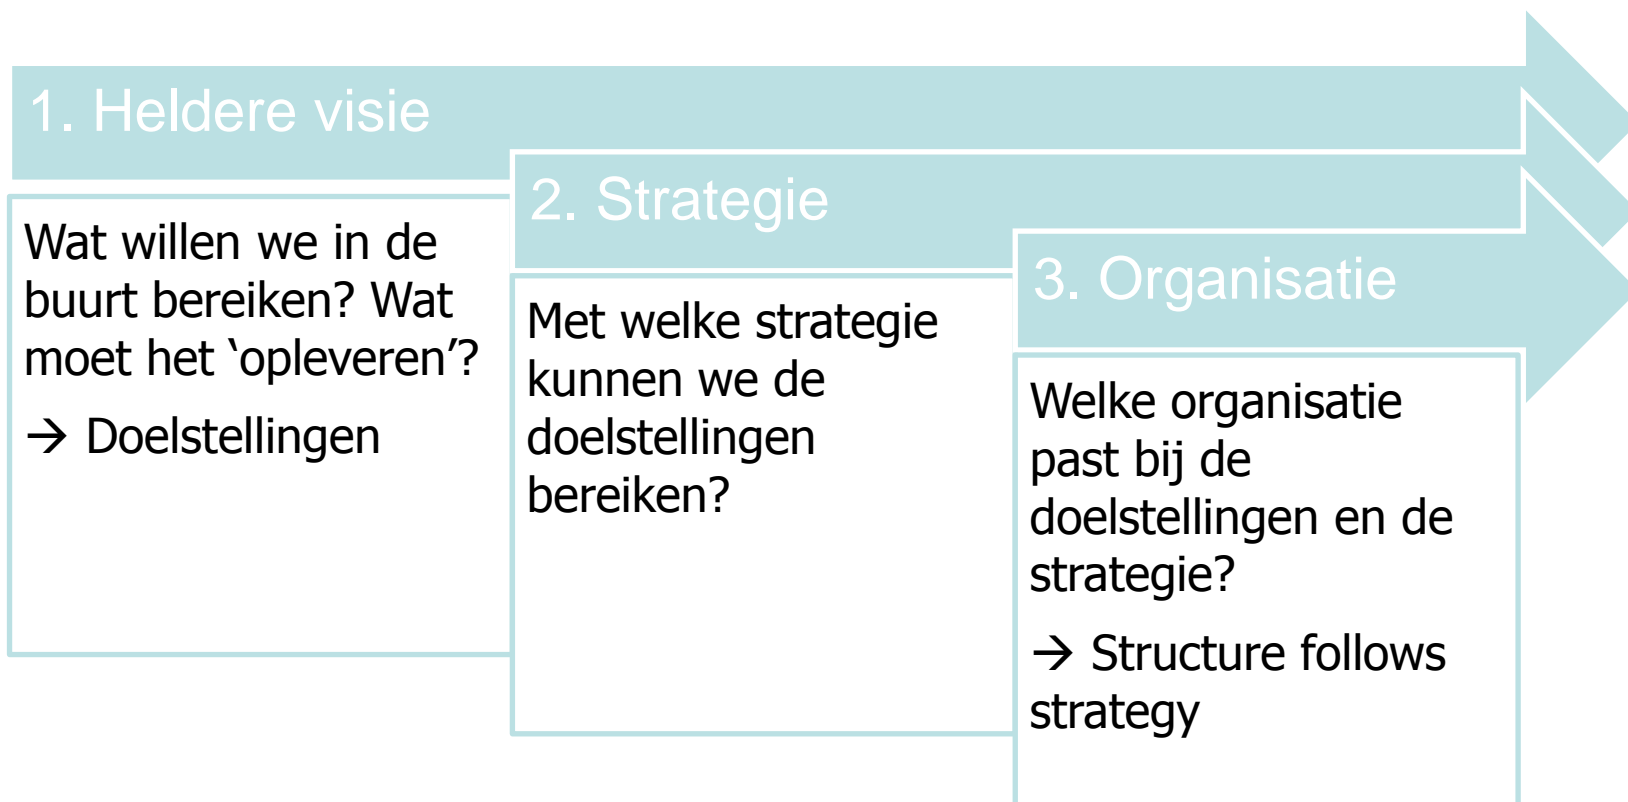 1. Heldere visie
Wat willen we in de
buurt bereiken? Wat
moet het ‘opleveren’?
→ Doelstellingen
2. Strategie
Met welke strategie
kunnen we de
doelstellingen
bereiken?
3. Organisatie
Welke organisatie
past bij de
doelstellingen en de
strategie?
→ Structure follows
strategy